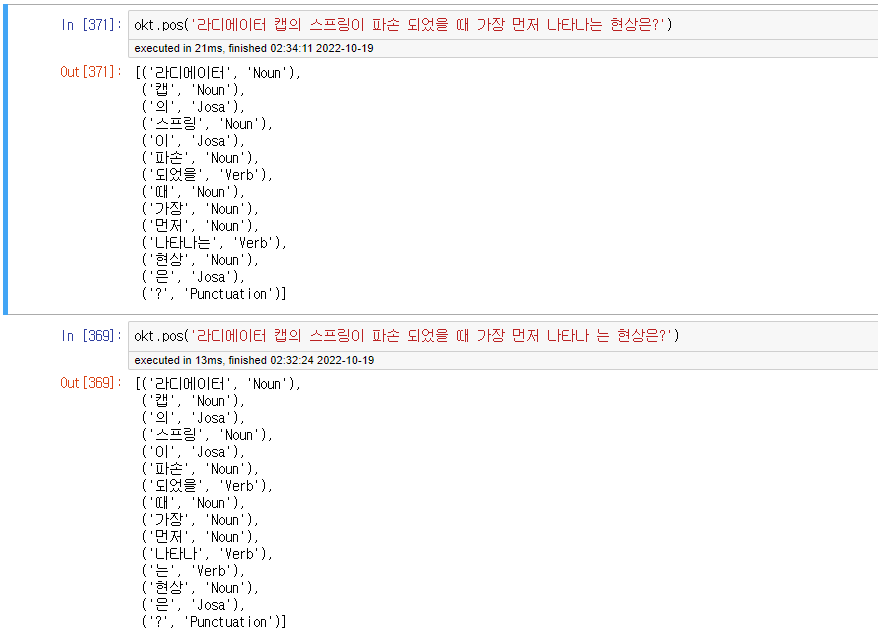 In [371]: okt.pos('라디에이터 캡의 스프링이 파손 되었을 때 가장 먼저 나타나는 현상은?')
executed in 21ms, finished 02:34:11 2022-10-19
Out[371]: [('라디에이터', 'Noun'),
('캡', 'Noun'),
('의', 'Josa'),
('스프링', 'Noun'),
('이', 'Josa'),
('파손', 'Noun'),
('되었을', 'Verb'),
('때', 'Noun'),
('가장', 'Noun'),
('먼저', 'Noun'),
('나타나는', 'Verb'),
('현상', 'Noun'),
('은', 'Josa'),
('?', 'Punctuation')]
In [369]: okt.pos('라디에이터 캡의 스프링이 파손 되었을 때 가장 먼저 나타나 는 현상은?')
executed in 13ms, finished 02:32:24 2022-10-19
Out[369]: [('라디에이터', 'Noun'),
('캡', 'Noun'),
('의', 'Josa'),
('스프링', 'Noun'),
('이', 'Josa'),
('파손', 'Noun'),
('되었을', 'Verb'),
('때', 'Noun'),
('가장', 'Noun'),
('먼저', 'Noun'),
('나타나', 'Verb'),
('는', 'Verb'),
('현상', 'Noun'),
('은', 'Josa'),
('?', 'Punctuation')]